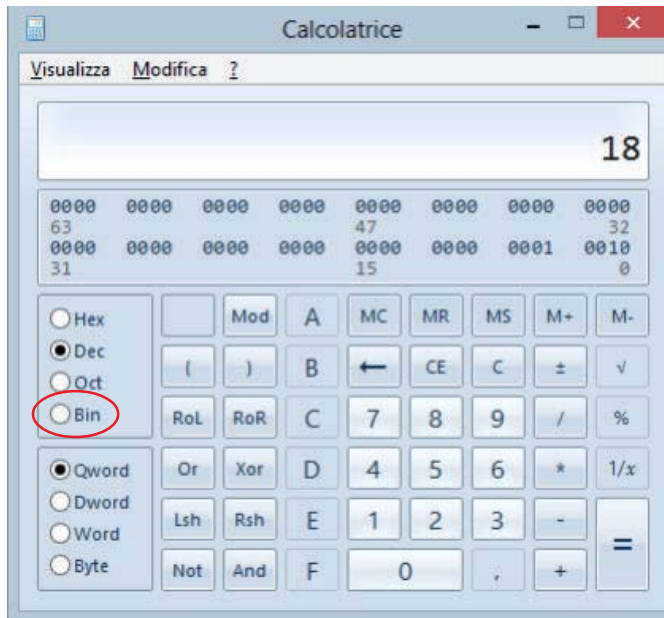 Calcolatrice
Visualizza Modifica ?
18
0000 0000 0000 0000 0000 0000 0000 0000
63 47 32
0000 0000 0000 0000 0000 0000 0001 0010
31 15 0
Hex Mod A MC MR MS M+ M-
Dec ( ) B ← CE C ± √
Oct
Bin RoL RoR C 7 8 9 / %
Qword Or Xor D 4 5 6 * 1/x
Dword Lsh Rsh E 1 2 3 - =
Word
Byte Not And F 0 , +